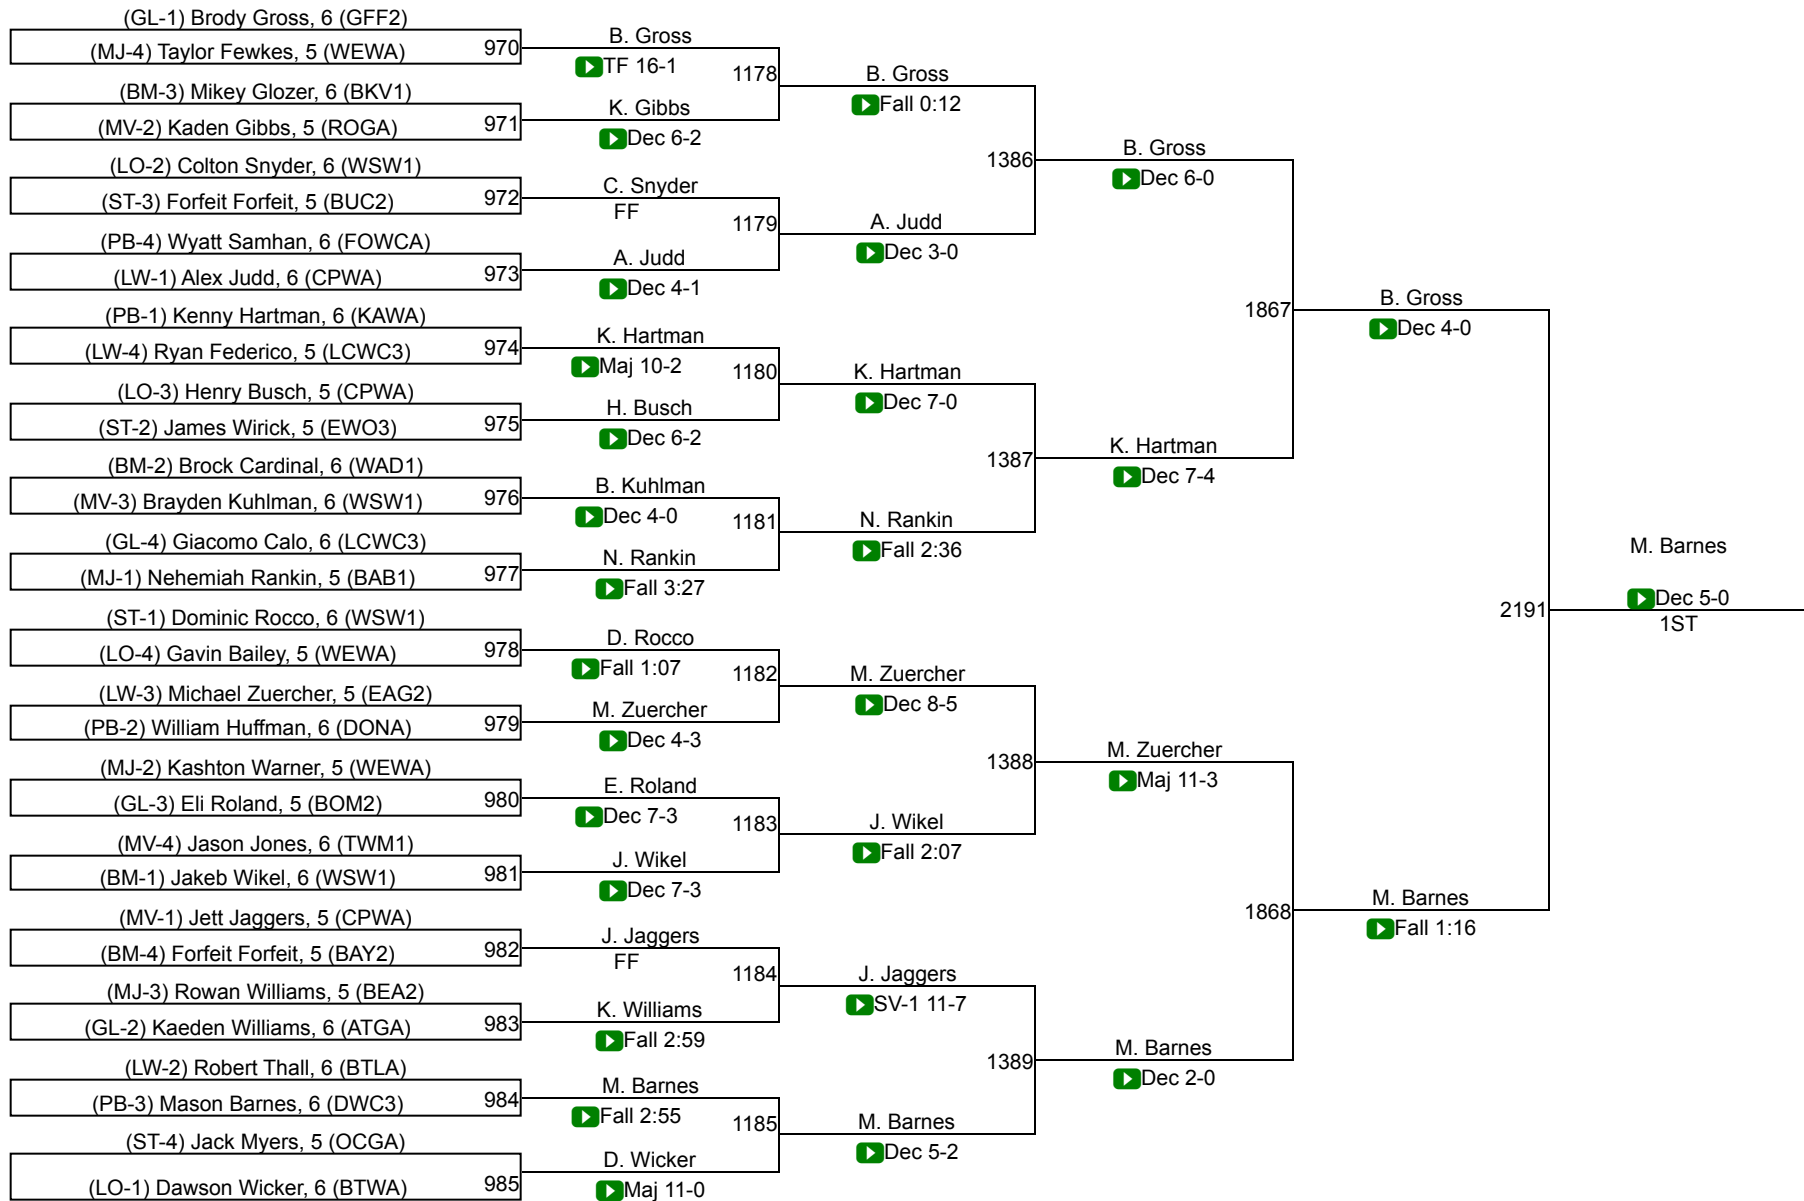 (GL-1) Brody Gross, 6 (GFF2)
(MJ-4) Taylor Fewkes, 5 (WEWA)
970
(BM-3) Mikey Glozer, 6 (BKV1)
(MV-2) Kaden Gibbs, 5 (ROGA)
971
(LO-2) Colton Snyder, 6 (WSW1)
(ST-3) Forfeit Forfeit, 5 (BUC2)
972
(PB-4) Wyatt Samhan, 6 (FOWCA)
(LW-1) Alex Judd, 6 (CPWA)
973
(PB-1) Kenny Hartman, 6 (KAWA)
(LW-4) Ryan Federico, 5 (LCWC3)
974
(LO-3) Henry Busch, 5 (CPWA)
(ST-2) James Wirick, 5 (EWO3)
975
(BM-2) Brock Cardinal, 6 (WAD1)
(MV-3) Brayden Kuhlman, 6 (WSW1)
976
(GL-4) Giacomo Calo, 6 (LCWC3)
(MJ-1) Nehemiah Rankin, 5 (BAB1)
977
(ST-1) Dominic Rocco, 6 (WSW1)
(LO-4) Gavin Bailey, 5 (WEWA)
978
(LW-3) Michael Zuercher, 5 (EAG2)
(PB-2) William Huffman, 6 (DONA)
979
(MJ-2) Kashton Warner, 5 (WEWA)
(GL-3) Eli Roland, 5 (BOM2)
980
(MV-4) Jason Jones, 6 (TWM1)
(BM-1) Jakeb Wikel, 6 (WSW1)
981
(MV-1) Jett Jaggers, 5 (CPWA)
(BM-4) Forfeit Forfeit, 5 (BAY2)
982
(MJ-3) Rowan Williams, 5 (BEA2)
(GL-2) Kaeden Williams, 6 (ATGA)
983
(LW-2) Robert Thall, 6 (BTLA)
(PB-3) Mason Barnes, 6 (DWC3)
984
(ST-4) Jack Myers, 5 (OCGA)
(LO-1) Dawson Wicker, 6 (BTWA)
985
B. Gross
TF 16-1
1178
K. Gibbs
Dec 6-2
C. Snyder
FF
1179
A. Judd
Dec 4-1
K. Hartman
Maj 10-2
1180
H. Busch
Dec 6-2
B. Kuhlman
Dec 4-0
1181
N. Rankin
Fall 3:27
D. Rocco
Fall 1:07
1182
M. Zuercher
Dec 4-3
E. Roland
Dec 7-3
1183
J. Wikel
Dec 7-3
J. Jaggers
FF
1184
K. Williams
Fall 2:59
M. Barnes
Fall 2:55
1185
D. Wicker
Maj 11-0
B. Gross
Fall 0:12
1386
A. Judd
Dec 3-0
K. Hartman
Dec 7-0
1387
N. Rankin
Fall 2:36
M. Zuercher
Dec 8-5
1388
J. Wikel
Fall 2:07
J. Jaggers
SV-1 11-7
1389
M. Barnes
Dec 5-2
B. Gross
Dec 6-0
1867
K. Hartman
Dec 7-4
M. Zuercher
Maj 11-3
1868
M. Barnes
Dec 2-0
B. Gross
Dec 4-0
2191
M. Barnes
Fall 1:16
M. Barnes
Dec 5-0
1ST